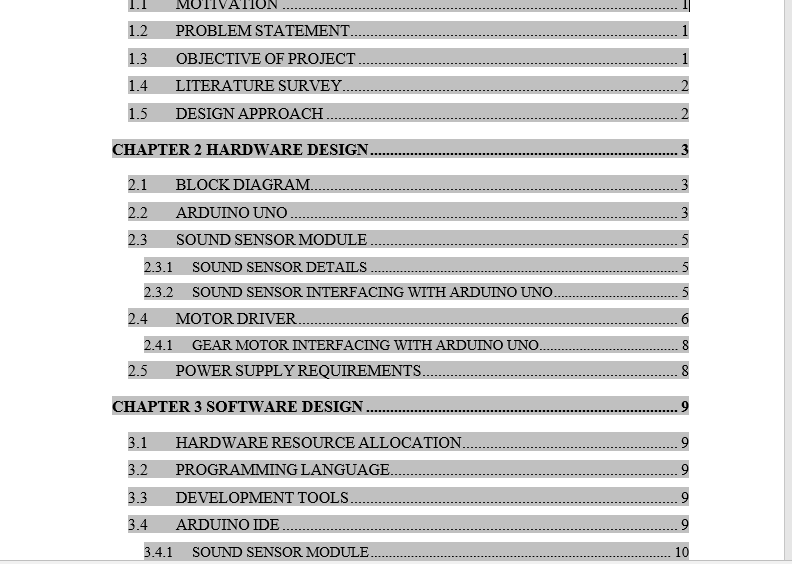 1.1 MOTIVATION ........ 1
1.2 PROBLEM STATEMENT ........ 1
1.3 OBJECTIVE OF PROJECT ........ 1
1.4 LITERATURE SURVEY ........ 2
1.5 DESIGN APPROACH ........ 2
CHAPTER 2 HARDWARE DESIGN ........ 3
2.1 BLOCK DIAGRAM ........ 3
2.2 ARDUINO UNO ........ 3
2.3 SOUND SENSOR MODULE ........ 5
2.3.1 SOUND SENSOR DETAILS ........ 5
2.3.2 SOUND SENSOR INTERFACING WITH ARDUINO UNO ........ 5
2.4 MOTOR DRIVER ........ 6
2.4.1 GEAR MOTOR INTERFACING WITH ARDUINO UNO ........ 8
2.5 POWER SUPPLY REQUIREMENTS ........ 8
CHAPTER 3 SOFTWARE DESIGN ........ 9
3.1 HARDWARE RESOURCE ALLOCATION ........ 9
3.2 PROGRAMMING LANGUAGE ........ 9
3.3 DEVELOPMENT TOOLS ........ 9
3.4 ARDUINO IDE ........ 9
3.4.1 SOUND SENSOR MODULE ........ 10